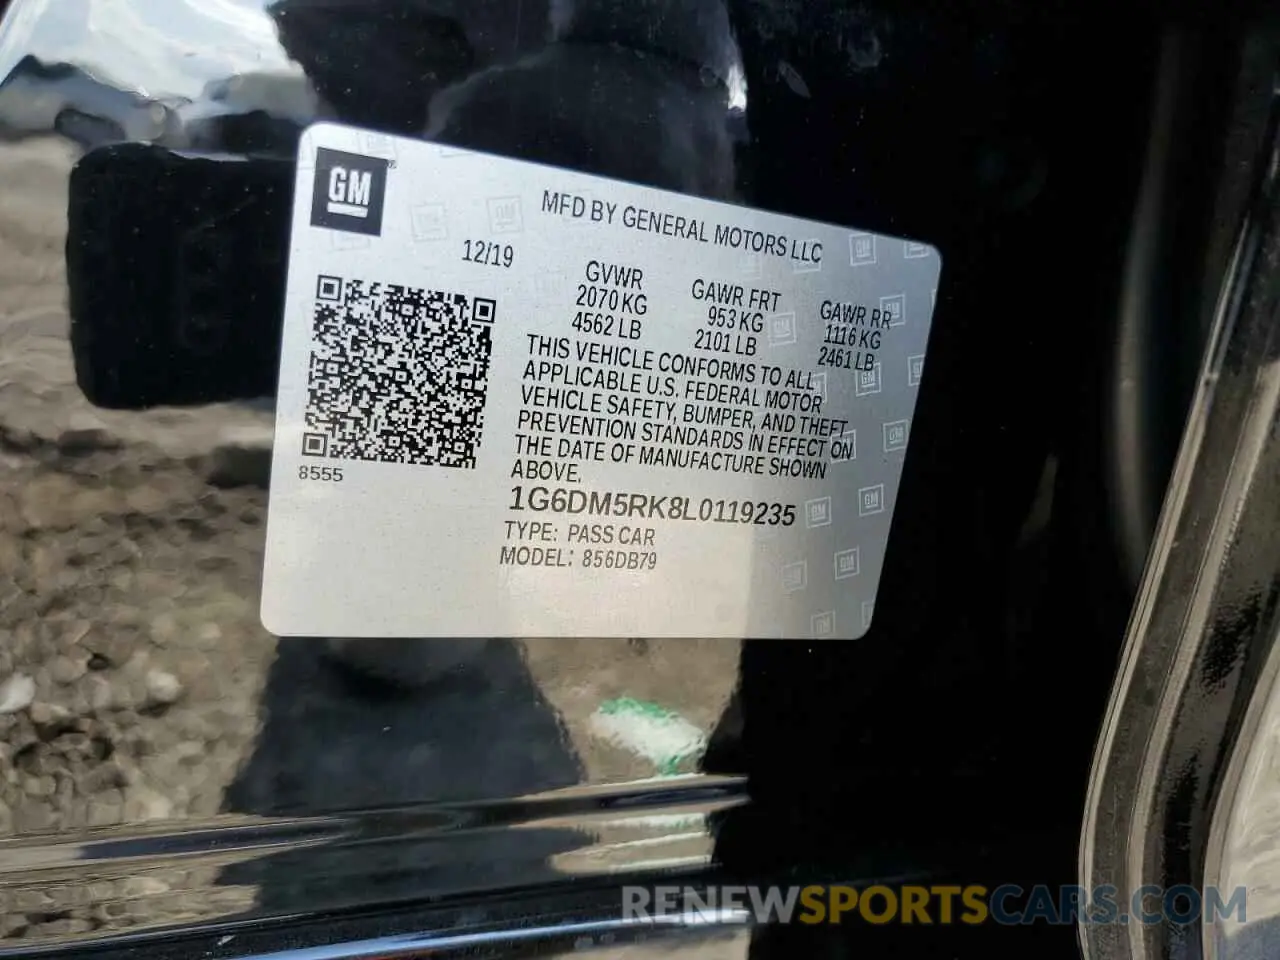 GM
MFD BY GENERAL MOTORS LLC
12/19
GVWR
2070 KG
4562 LB
GAWR FRT
953 KG
2101 LB
GAWR RR
1116 KG
2461 LB
THIS VEHICLE CONFORMS TO ALL
APPLICABLE U.S. FEDERAL MOTOR
VEHICLE SAFETY, BUMPER, AND THEFT
PREVENTION STANDARDS IN EFFECT ON
THE DATE OF MANUFACTURE SHOWN
ABOVE.
8555
1G6DM5RK8L0119235
TYPE: PASS CAR
MODEL: 856DB79
RENEWSPORTSCARS.COM